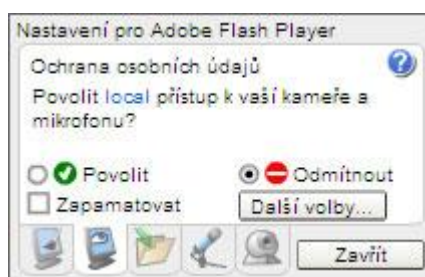 Nastavení pro Adobe Flash Player
Ochrana osobních údajů
Povolit local přístup k vaší kameře a
mikrofonu?
Povolit Odmítnout
Zapamatovat Další volby...
Zavřít